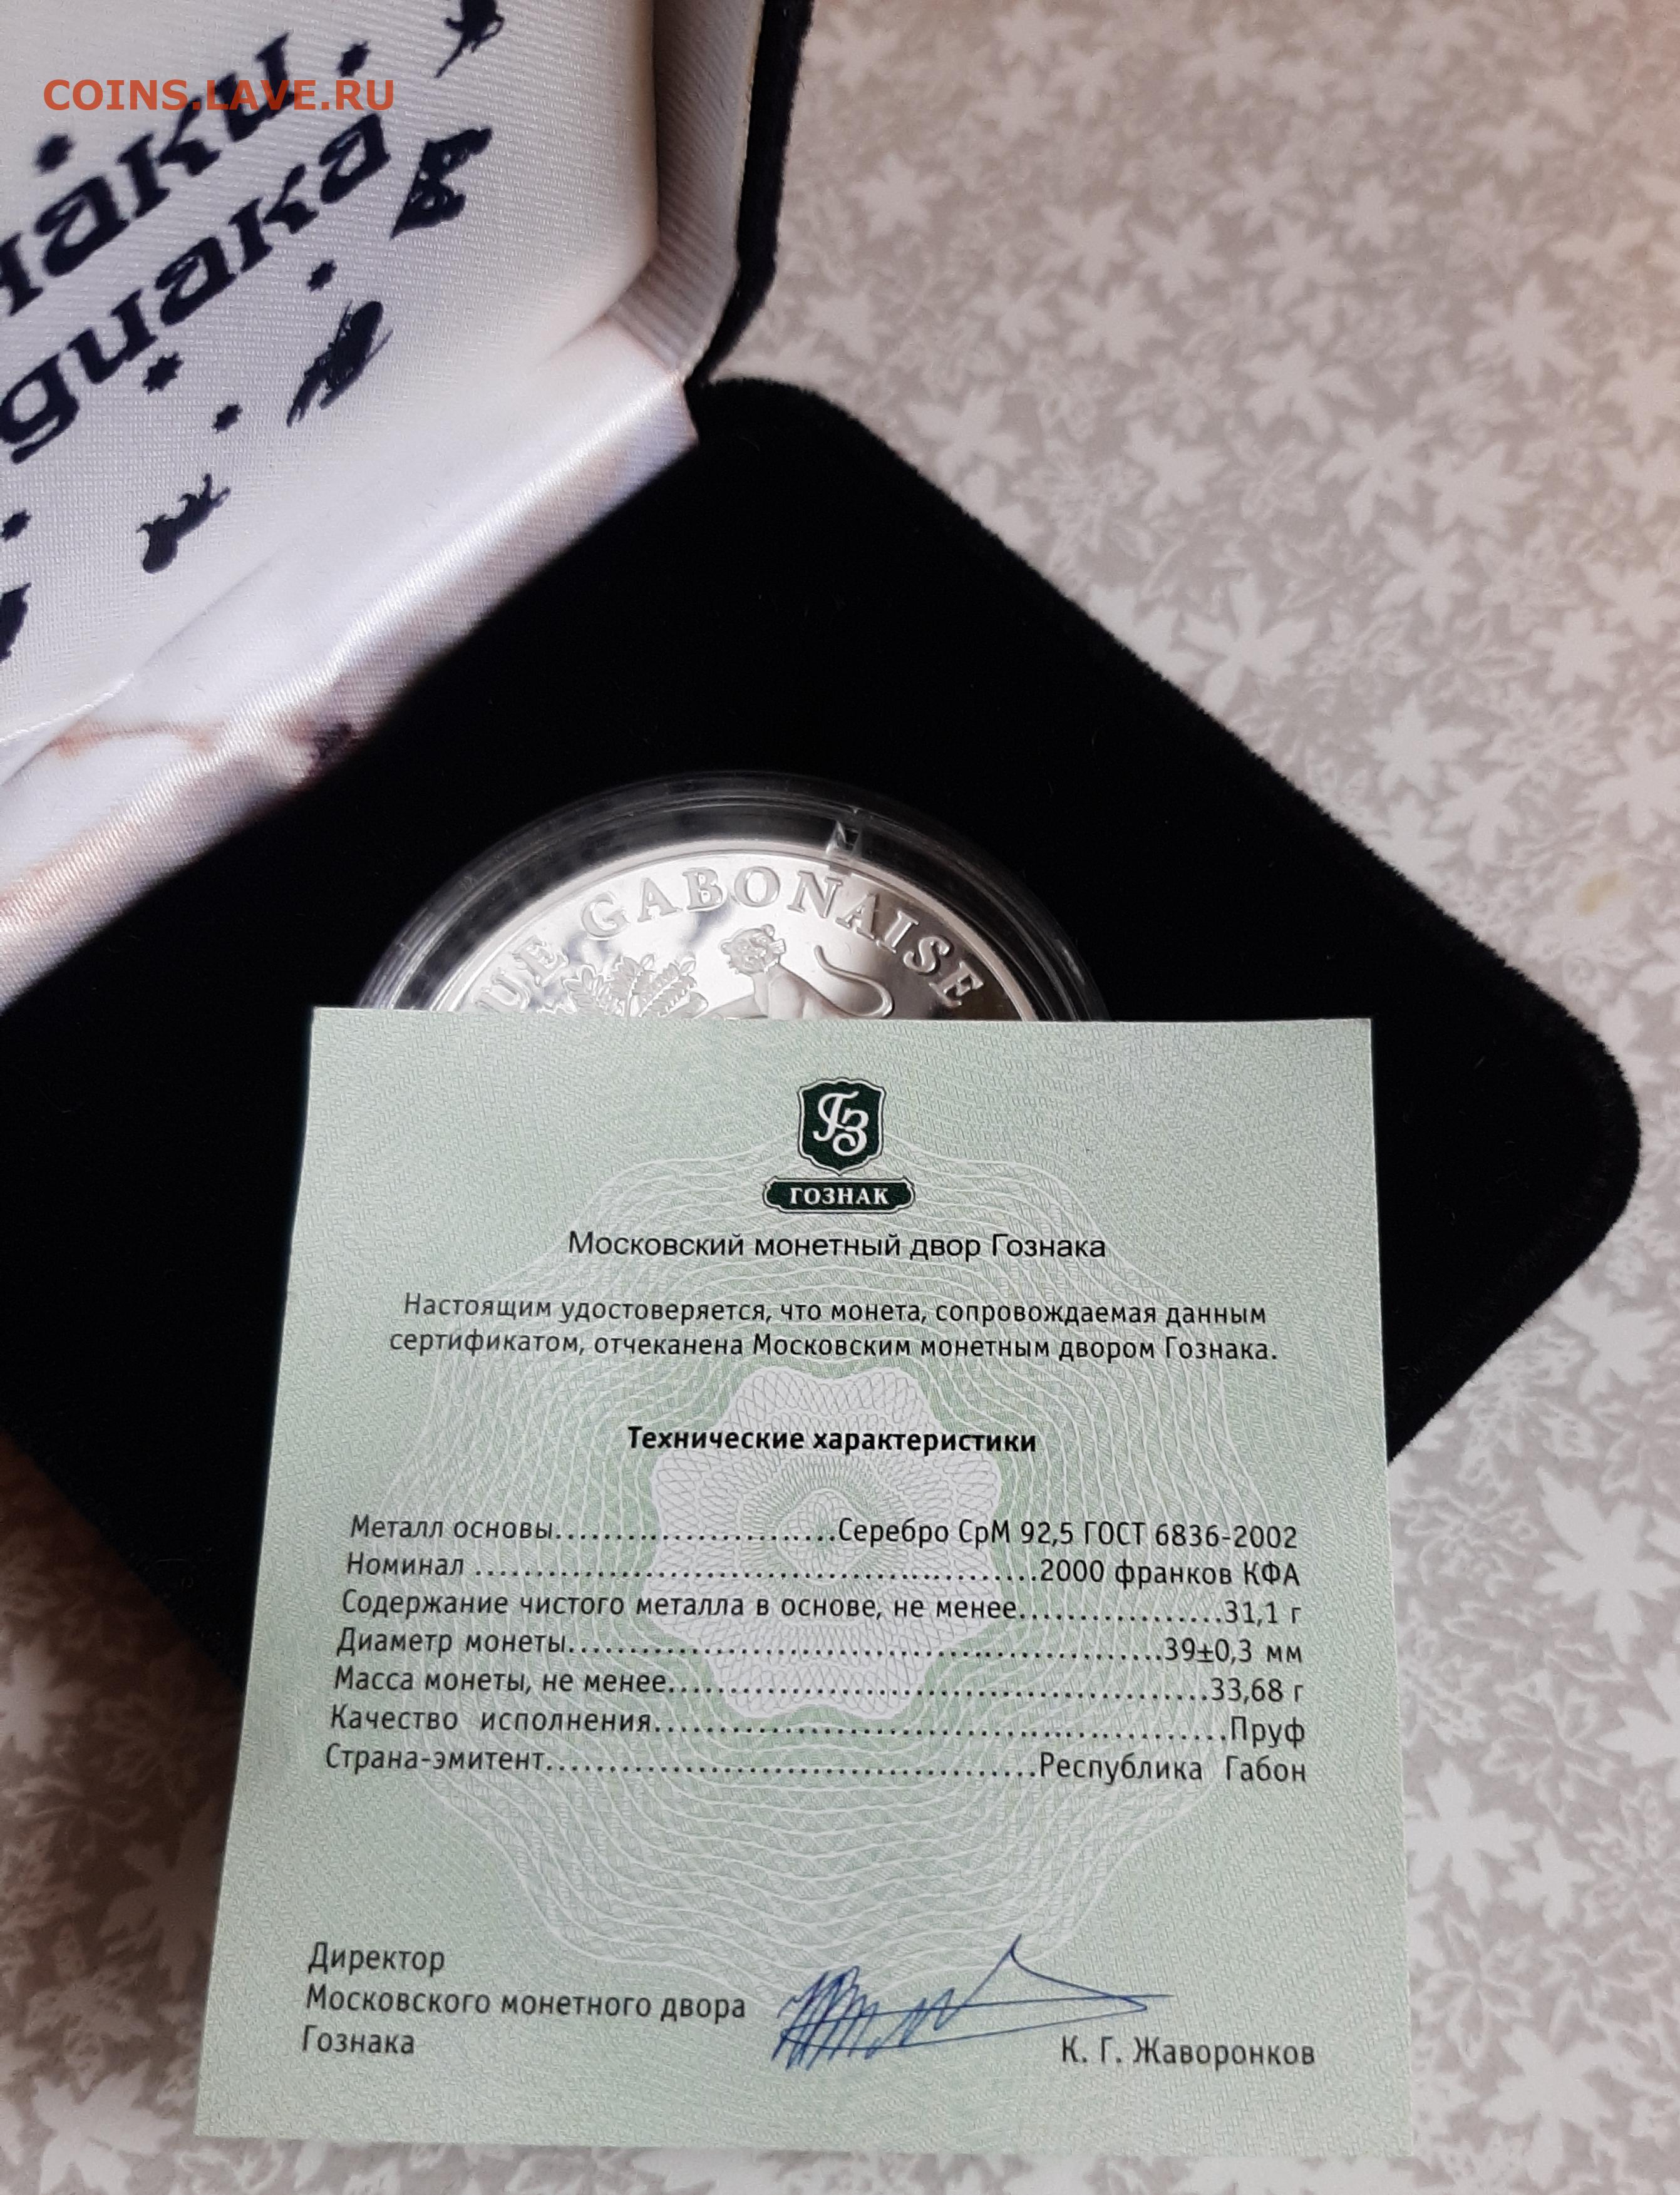 COINS.LAVE.RU
GABONAISE
ГЗ
ГОЗНАК
Московский монетный двор Гознака
Настоящим удостоверяется, что монета, сопровождаемая данным
сертификатом, отчеканена Московским монетным двором Гознака.
Технические характеристики
Металл основы..........................Серебро СрМ 92,5 ГОСТ 6836-2002
Номинал ....................................................2000 франков КФА
Содержание чистого металла в основе, не менее.................31,1 г
Диаметр монеты.......................................................39±0,3 мм
Масса монеты, не менее..................................................33,68 г
Качество исполнения.....................................................Пруф
Страна-эмитент.............................................Республика Габон
Директор
Московского монетного двора
Гознака
К. Г. Жаворонков